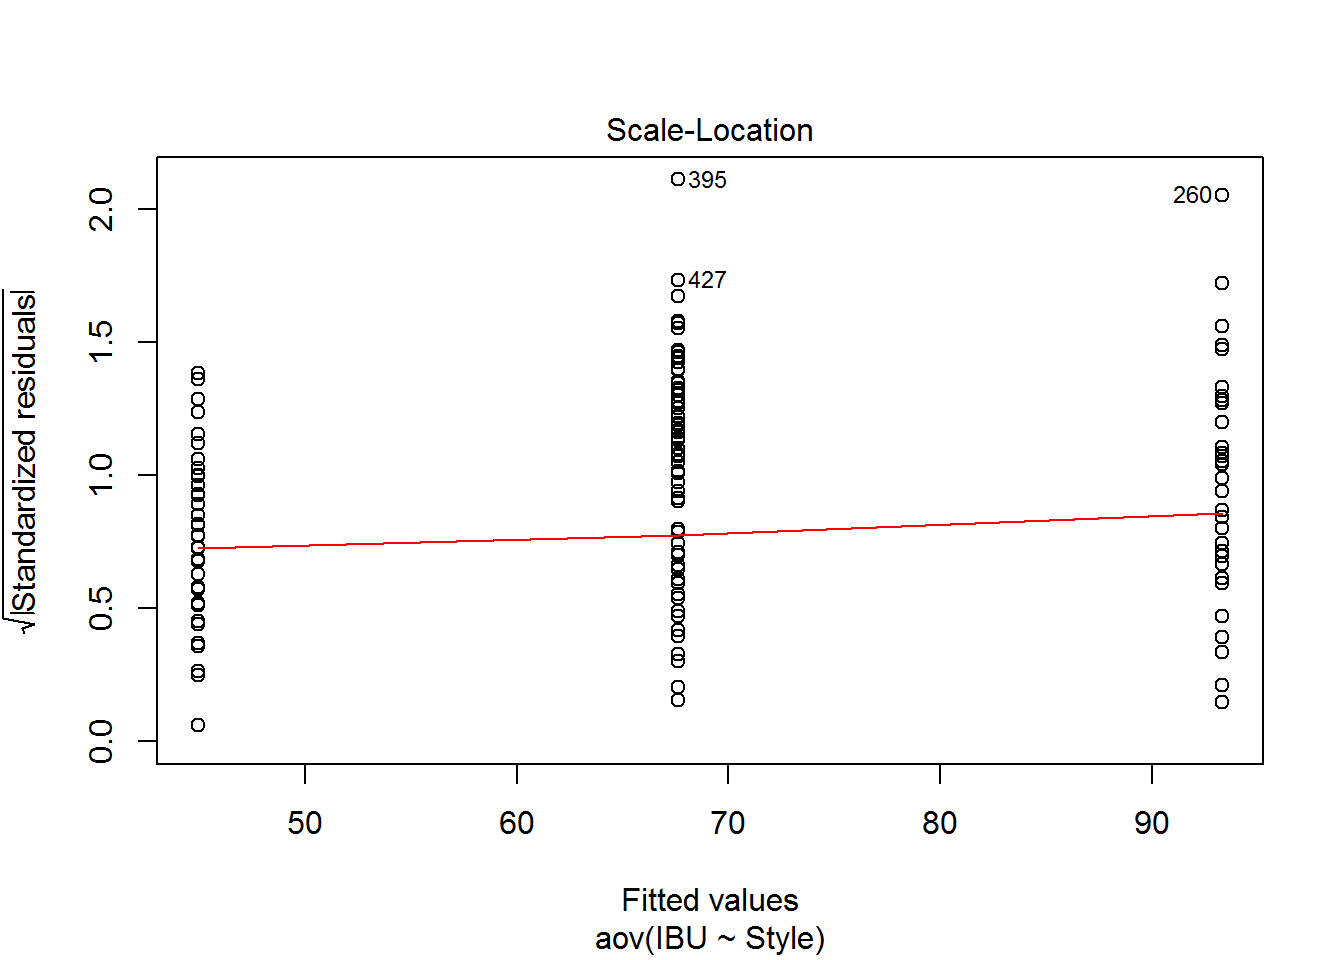 Scale-Location
√|Standardized residuals|
2.0
1.5
1.0
0.5
0.0
395
260
427
50 60 70 80 90
Fitted values
aov(IBU ~ Style)